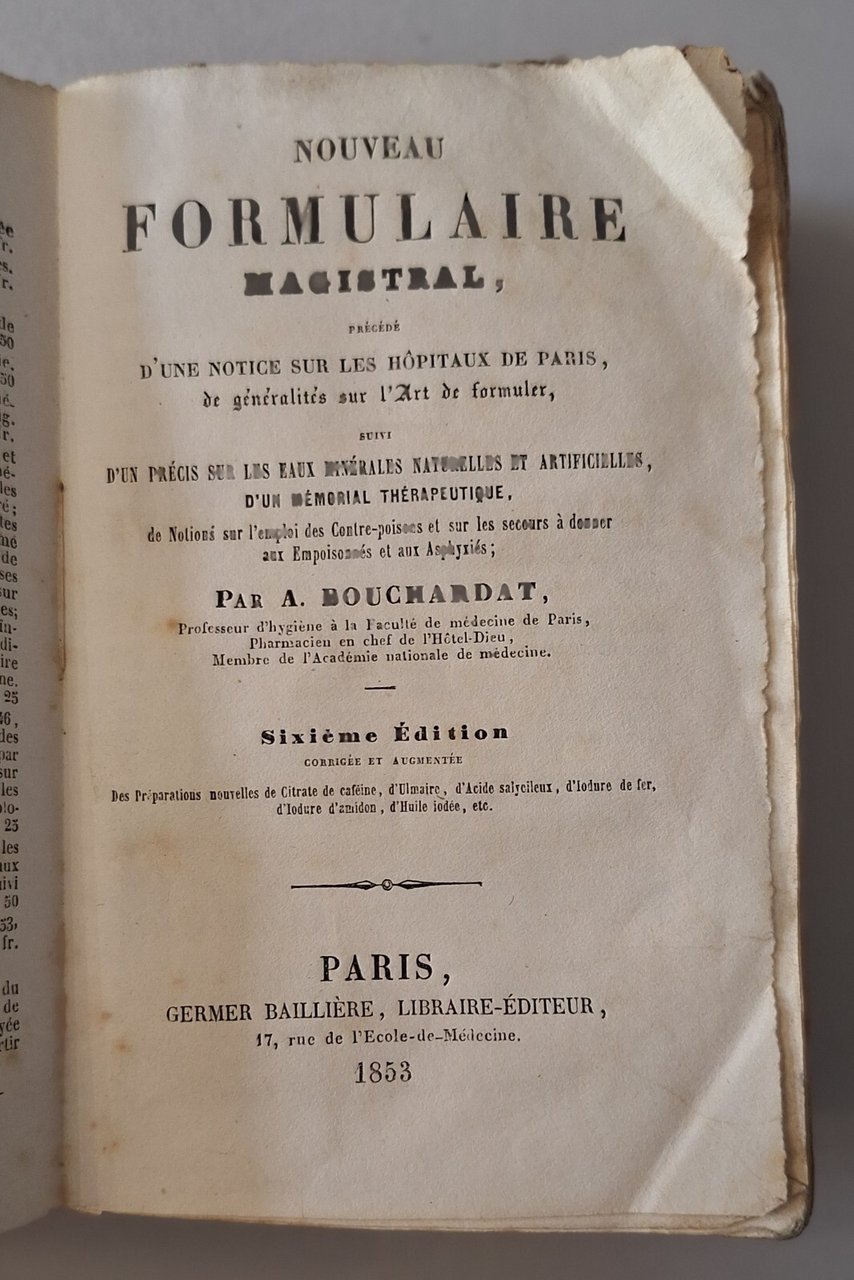 NOUVEAU
FORMULAIRE
MAGISTRAL,
PRÉCÉDÉ
D'UNE NOTICE SUR LES HÔPITAUX DE PARIS,
de généralités sur l'Art de formuler,
SUIVI
D'UN PRÉCIS SUR LES EAUX MINÉRALES NATURELLES ET ARTIFICIELLES,
D'UN MÉMORIAL THÉRAPEUTIQUE,
de Notions sur l'emploi des Contre-poisons et sur les secours à donner
aux Empoisonnés et aux Asphyxiés;
PAR A. BOUCHARDAT,
Professeur d'hygiène à la Faculté de médecine de Paris,
Pharmacien en chef de l'Hôtel-Dieu,
Membre de l'Académie nationale de médecine.
Sixième Édition
CORRIGÉE ET AUGMENTÉE
Des Préparations nouvelles de Citrate de caféine, d'Ulmaire, d'Acide salycileux, d'Iodure de fer,
d'Iodure d'amidon, d'Huile iodée, etc.
PARIS,
GERMER BAILLIÈRE, LIBRAIRE-ÉDITEUR,
17, rue de l'Ecole-de-Médecine.
1853